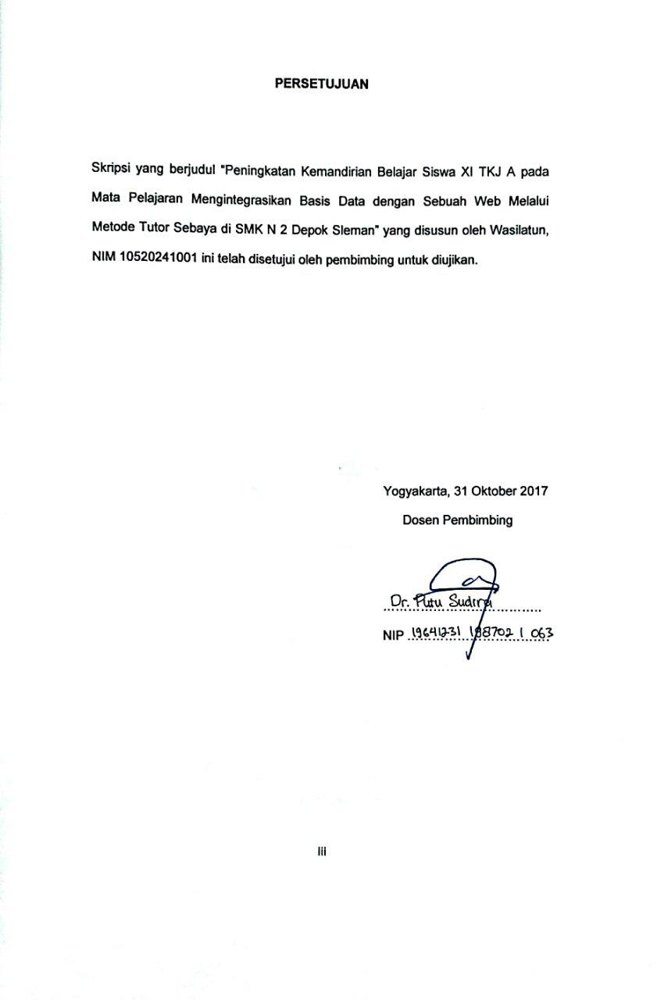 PERSETUJUAN
Skripsi yang berjudul "Peningkatan Kemandirian Belajar Siswa XI TKJ A pada
Mata Pelajaran Mengintegrasikan Basis Data dengan Sebuah Web Melalui
Metode Tutor Sebaya di SMK N 2 Depok Sleman" yang disusun oleh Wasilatun,
NIM 10520241001 ini telah disetujui oleh pembimbing untuk diujikan.
Yogyakarta, 31 Oktober 2017
Dosen Pembimbing
Dr. Putu Sudira
NIP 19641231 198702 1 063
iii